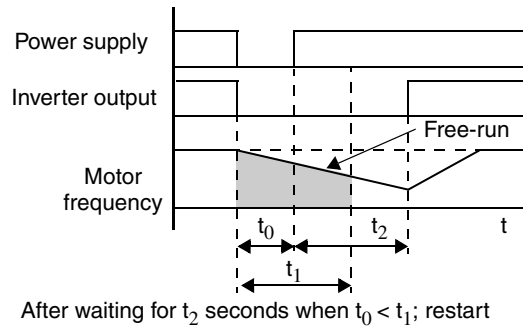 Power supply
Inverter output
Free-run
Motor
frequency
t0
t2
t
t1
After waiting for t2 seconds when t0 < t1; restart